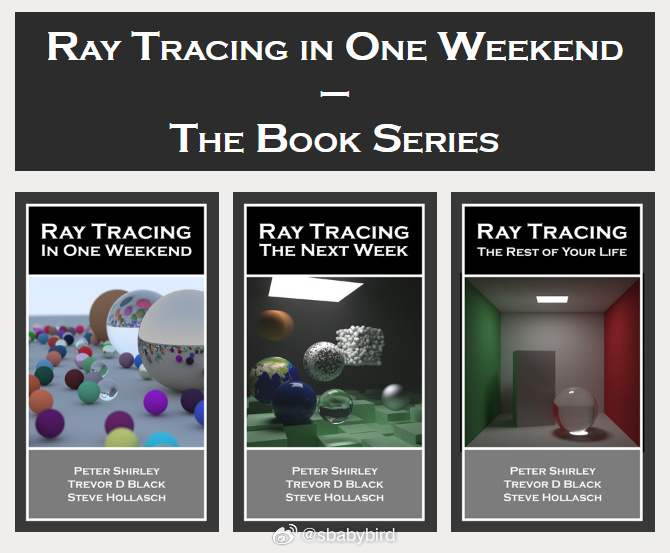 Ray Tracing in One Weekend
—
The Book Series
Ray Tracing
In One Weekend
Peter Shirley
Trevor D Black
Steve Hollasch
Ray Tracing
The Next Week
Peter Shirley
Trevor D Black
Steve Hollasch
Ray Tracing
The Rest of Your Life
Peter Shirley
Trevor D Black
Steve Hollasch
@sbabybird